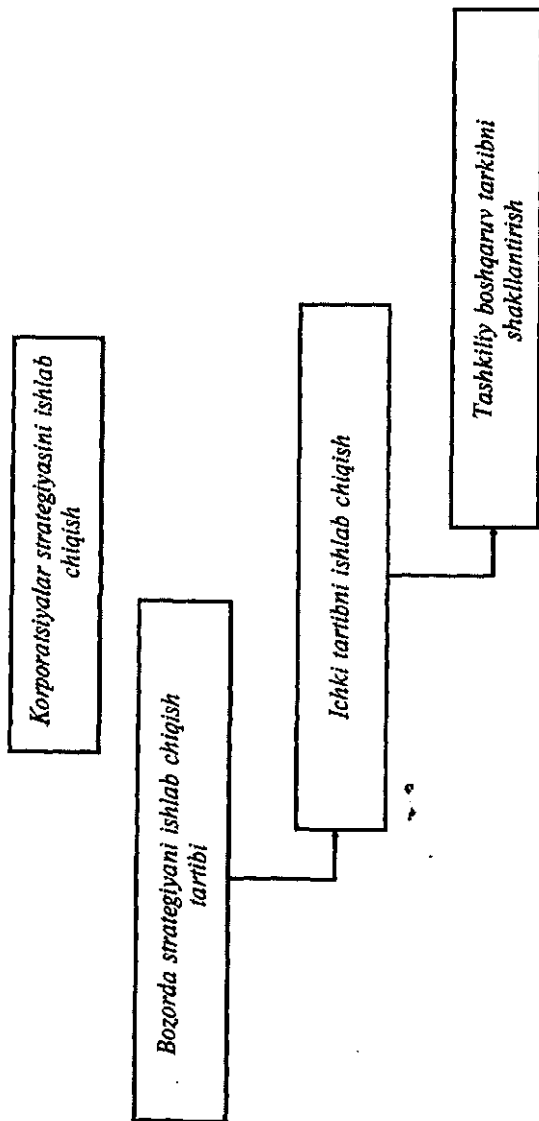 Korporatsiyalar strategiyasini ishlab
chiqish
Bozorda strategiyani ishlab chiqish
tartibi
Ichki tartibni ishlab chiqish
Tashkiliy boshqaruv tarkibni
shakllantirish